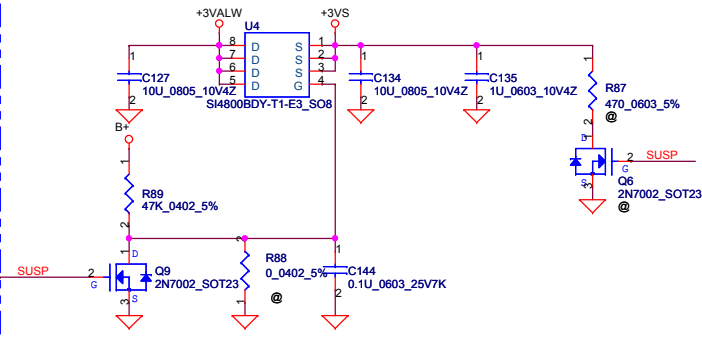 +3VALW
+3VS
U4
8 D S 1
7 D S 2
6 D S 3
5 D G 4
SI4800BDY-T1-E3_SO8
1
C127
10U_0805_10V4Z
2
1
C134
10U_0805_10V4Z
2
1
C135
1U_0603_10V4Z
2
1
R87
470_0603_5%
2
@
B+
1
R89
47K_0402_5%
2
1
D
2
SUSP
G
S
3
Q6
2N7002_SOT23
@
SUSP
2
G
1
D
S
3
Q9
2N7002_SOT23
2
R88
0_0402_5%
1
@
1
C144
0.1U_0603_25V7K
2